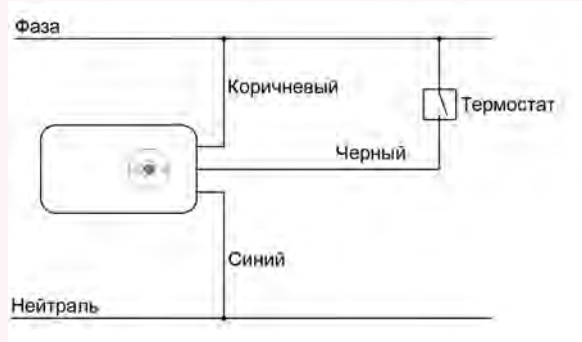 Фаза
Коричневый
Термостат
Черный
Синий
Нейтраль